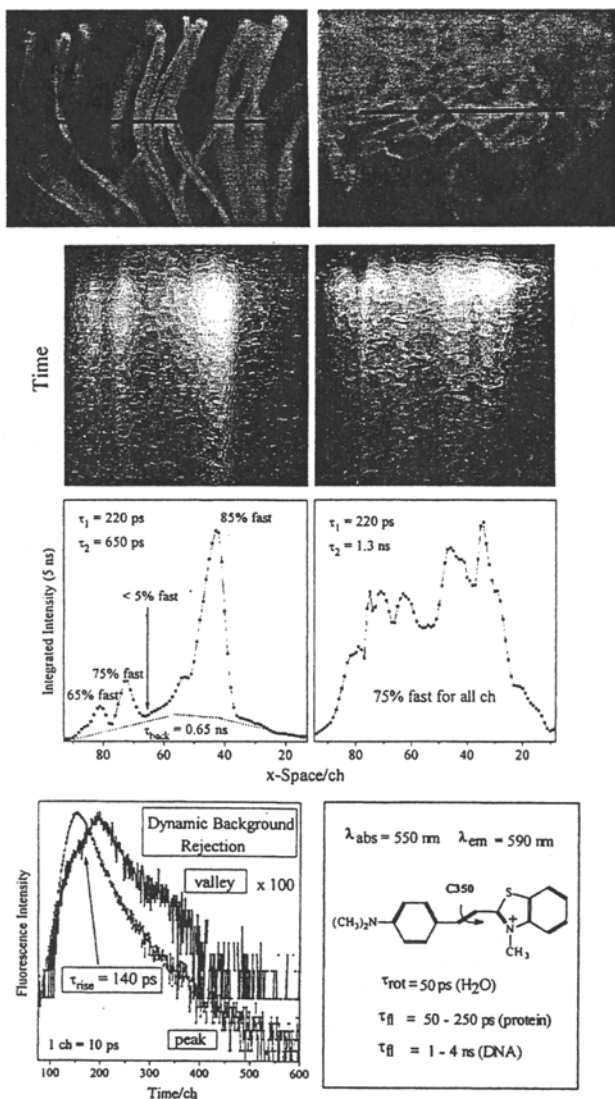 Time
τ1 = 220 ps
τ2 = 650 ps
85% fast
< 5% fast
75% fast
65% fast
τback = 0.65 ns
Integrated Intensity (5 ns)
80 60 40 20
τ1 = 220 ps
τ2 = 1.3 ns
75% fast for all ch
80 60 40 20
x-Space/ch
Fluorescence Intensity
Dynamic Background
Rejection
valley x 100
τrise = 140 ps
peak
1 ch = 10 ps
100 200 300 400 500 600
Time/ch
λabs = 550 nm λem = 590 nm
C350
S
(CH3)2N
N
+
CH3
τrot = 50 ps (H2O)
τfl = 50 - 250 ps (protein)
τfl = 1 - 4 ns (DNA)